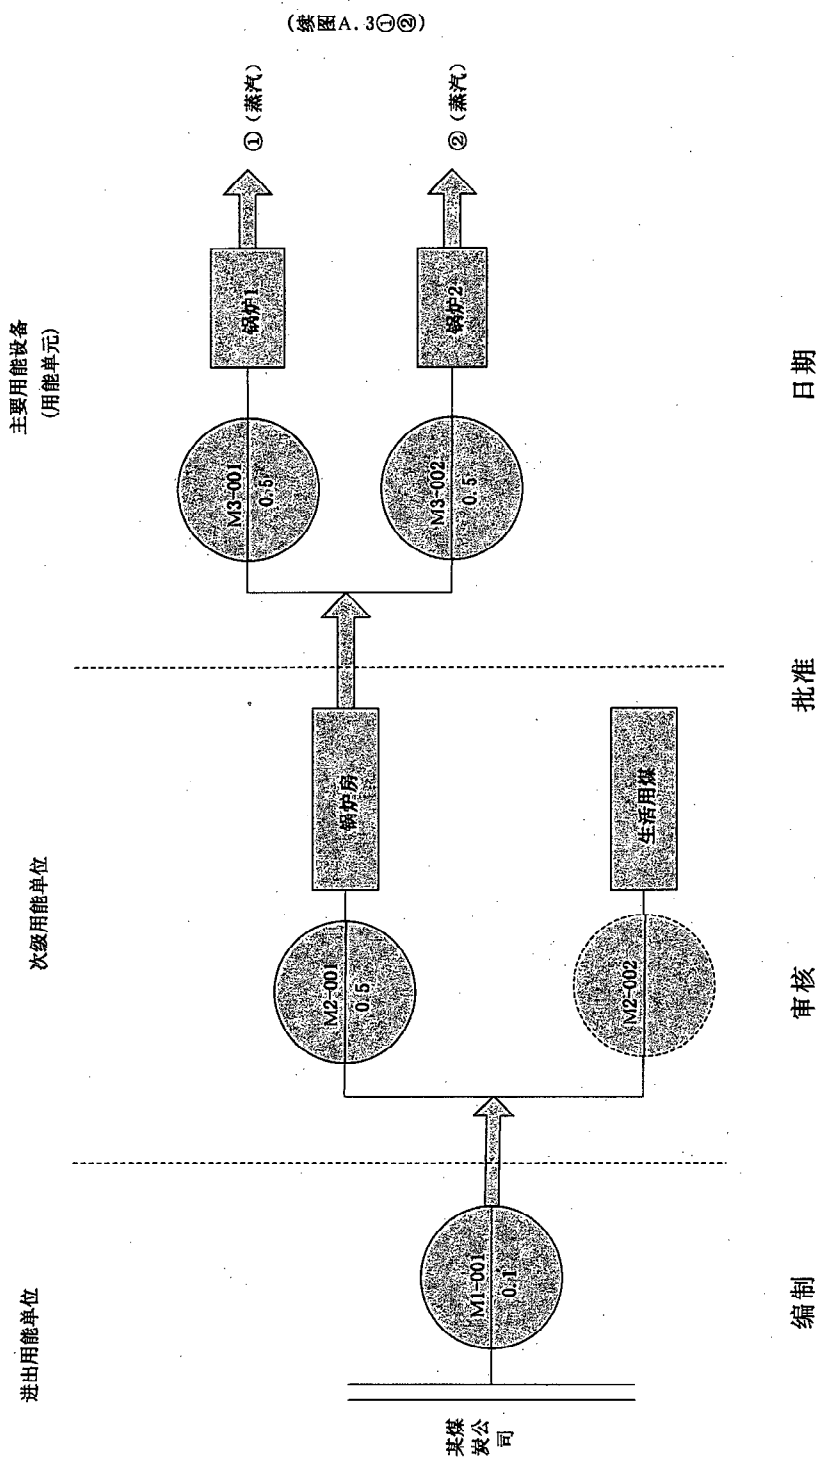 进出用能单位
次级用能单位
主要用能设备
(用能单元)
某煤
炭公
司
M1-001
0.1
M2-001
0.5
锅炉房
M2-002
生活用煤
M3-001
0.5
锅炉1
①(蒸汽)
M3-002
0.5
锅炉2
②(蒸汽)
(续图A.3①②)
编制
审核
批准
日期